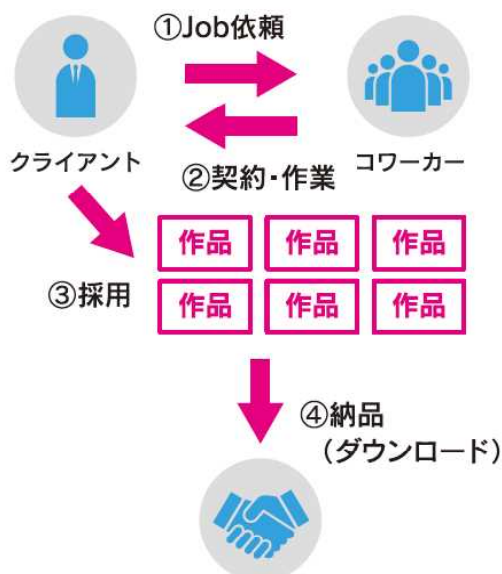 ①Job依頼
クライアント
コワーカー
②契約・作業
作品 作品 作品
③採用
作品 作品 作品
④納品
(ダウンロード)